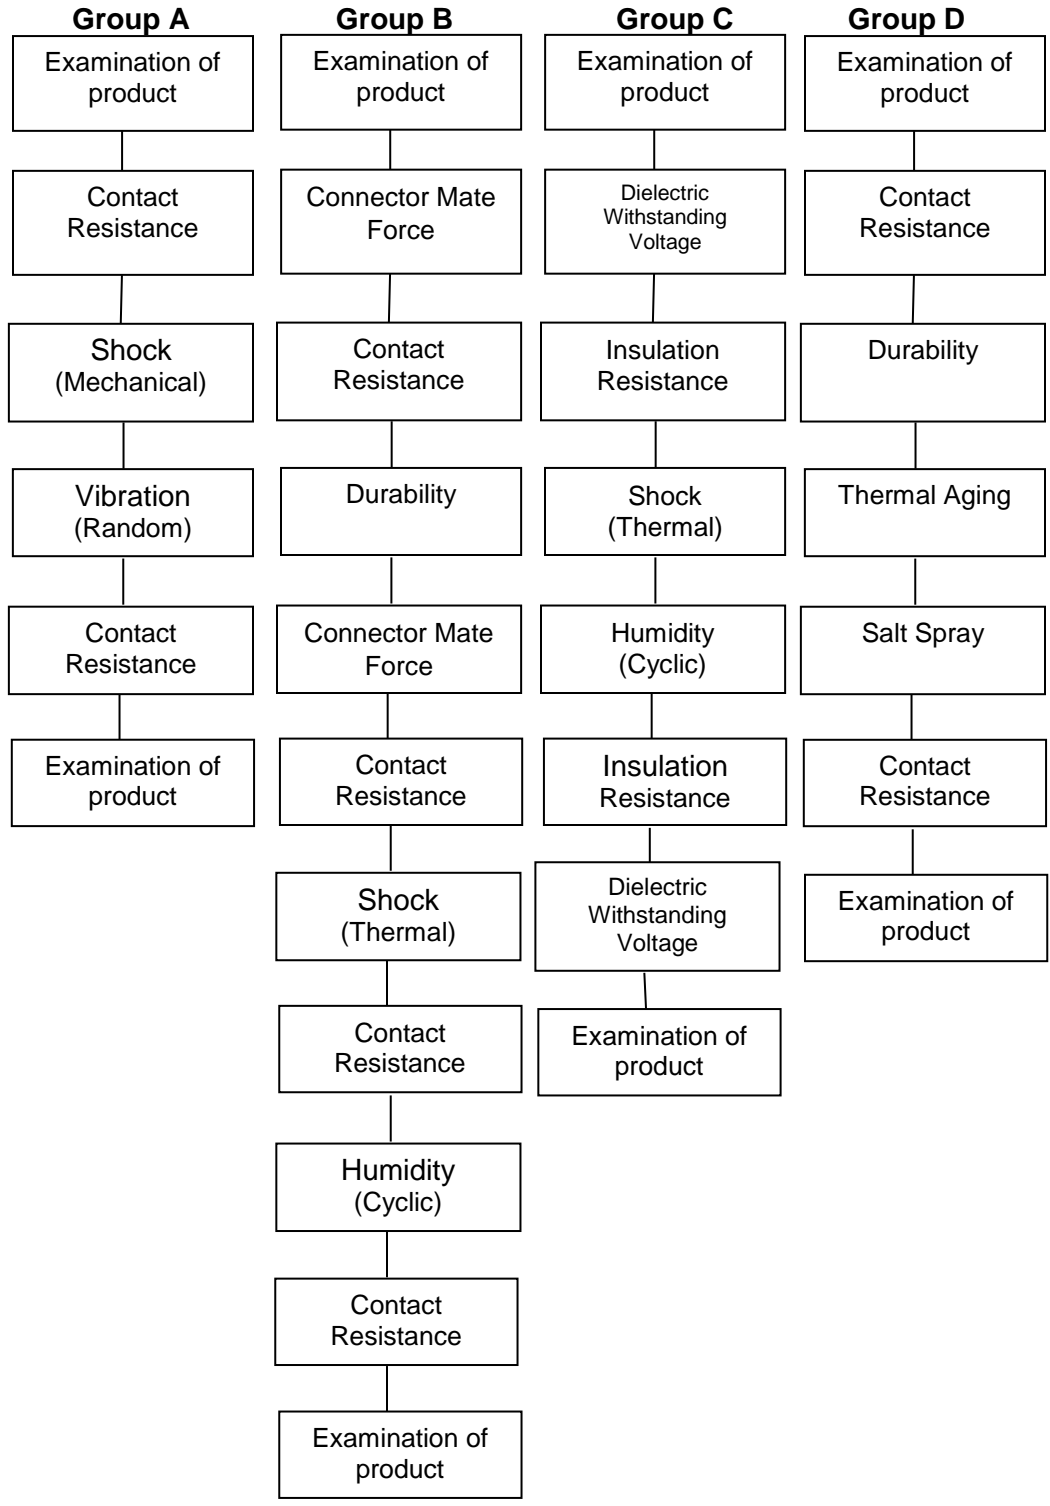 Group A
Examination of
product
Contact
Resistance
Shock
(Mechanical)
Vibration
(Random)
Contact
Resistance
Examination of
product
Group B
Examination of
product
Connector Mate
Force
Contact
Resistance
Durability
Connector Mate
Force
Contact
Resistance
Shock
(Thermal)
Contact
Resistance
Humidity
(Cyclic)
Contact
Resistance
Examination of
product
Group C
Examination of
product
Dielectric
Withstanding
Voltage
Insulation
Resistance
Shock
(Thermal)
Humidity
(Cyclic)
Insulation
Resistance
Dielectric
Withstanding
Voltage
Examination of
product
Group D
Examination of
product
Contact
Resistance
Durability
Thermal Aging
Salt Spray
Contact
Resistance
Examination of
product